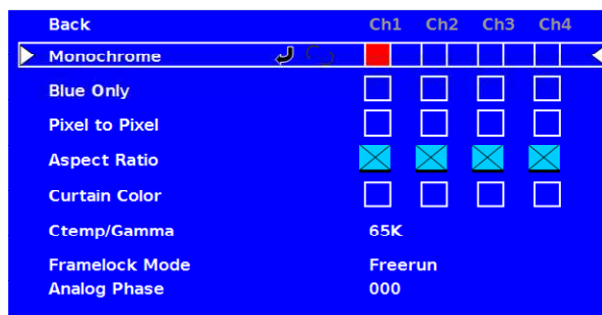 Back Ch1 Ch2 Ch3 Ch4
Monochrome
Blue Only
Pixel to Pixel
Aspect Ratio
Curtain Color
Ctemp/Gamma 65K
Framelock Mode Freerun
Analog Phase 000